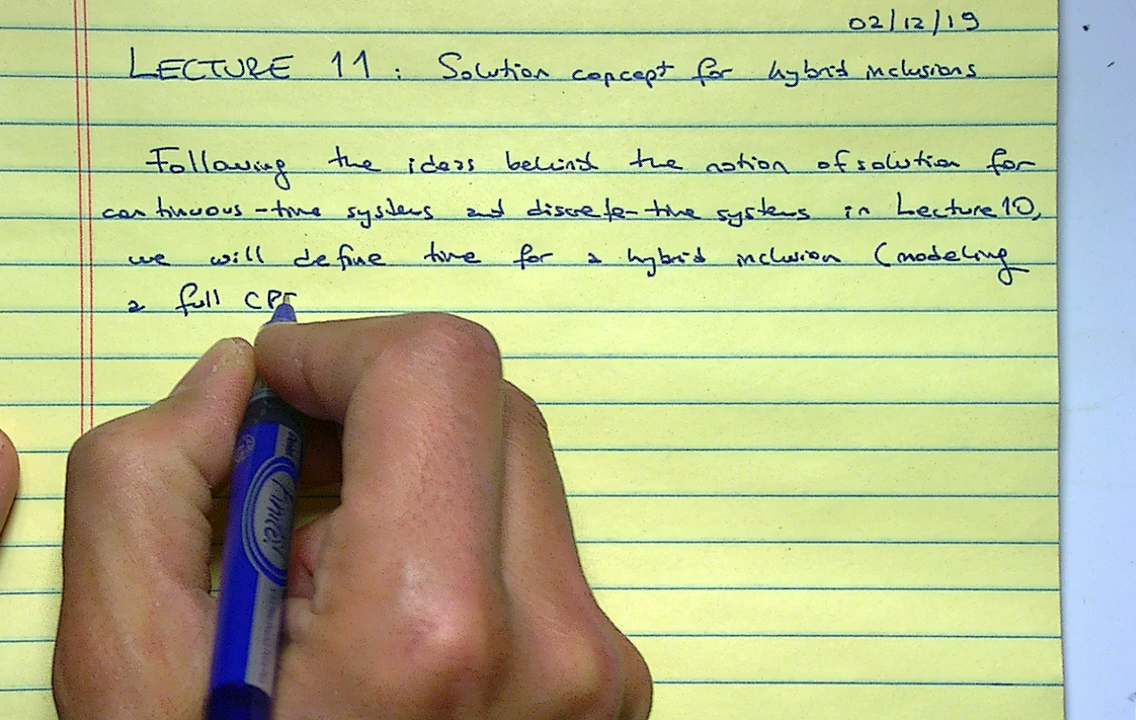 02/12/19
LECTURE 11 : Solution concept for hybrid inclusions
Following the ideas behind the notion of solution for
continuous-time systems and discrete-time systems in Lecture 10,
we will define time for a hybrid inclusion (modeling
a full CP
Pentel
Finito!